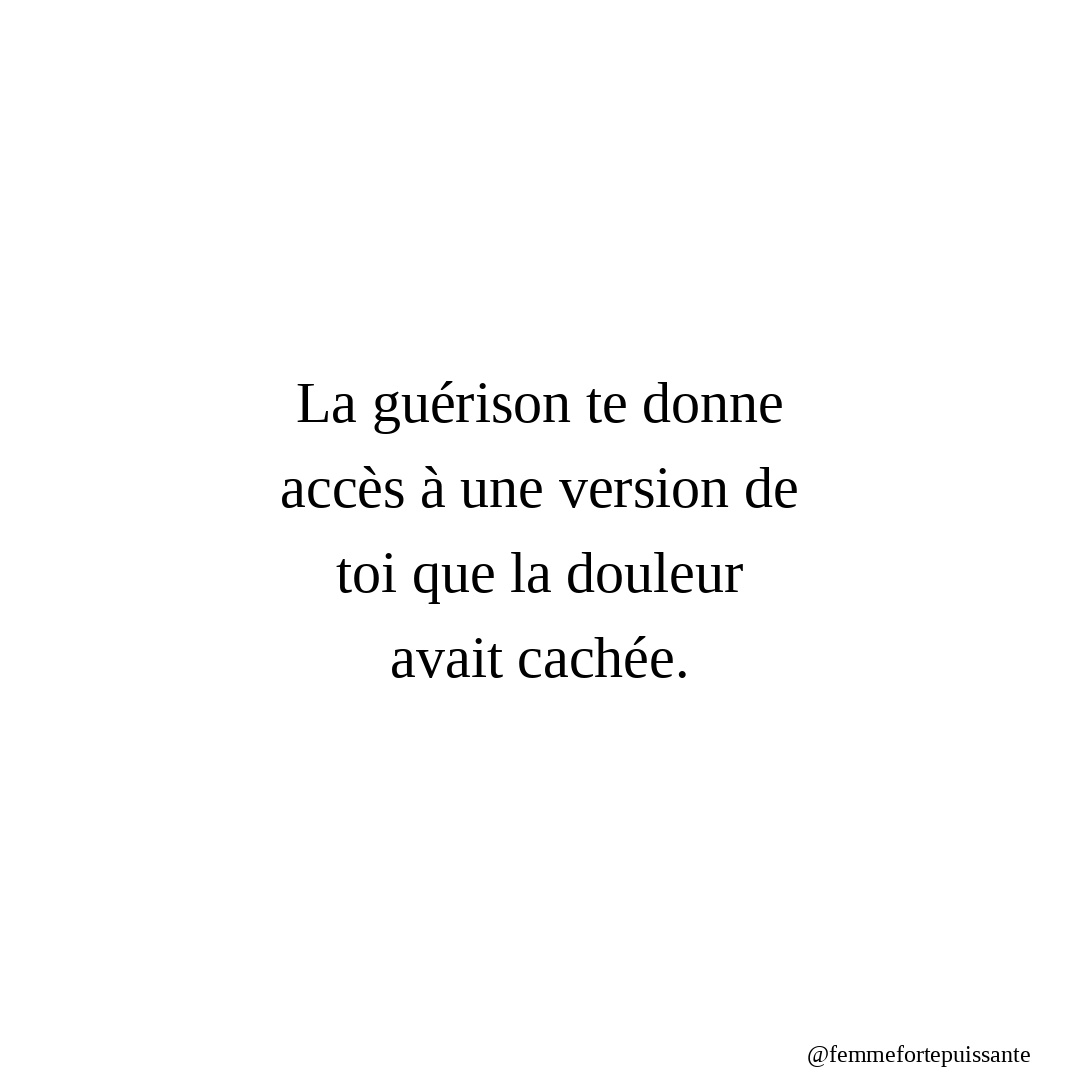 La guérison te donne
accès à une version de
toi que la douleur
avait cachée.
@femmefortepuissante